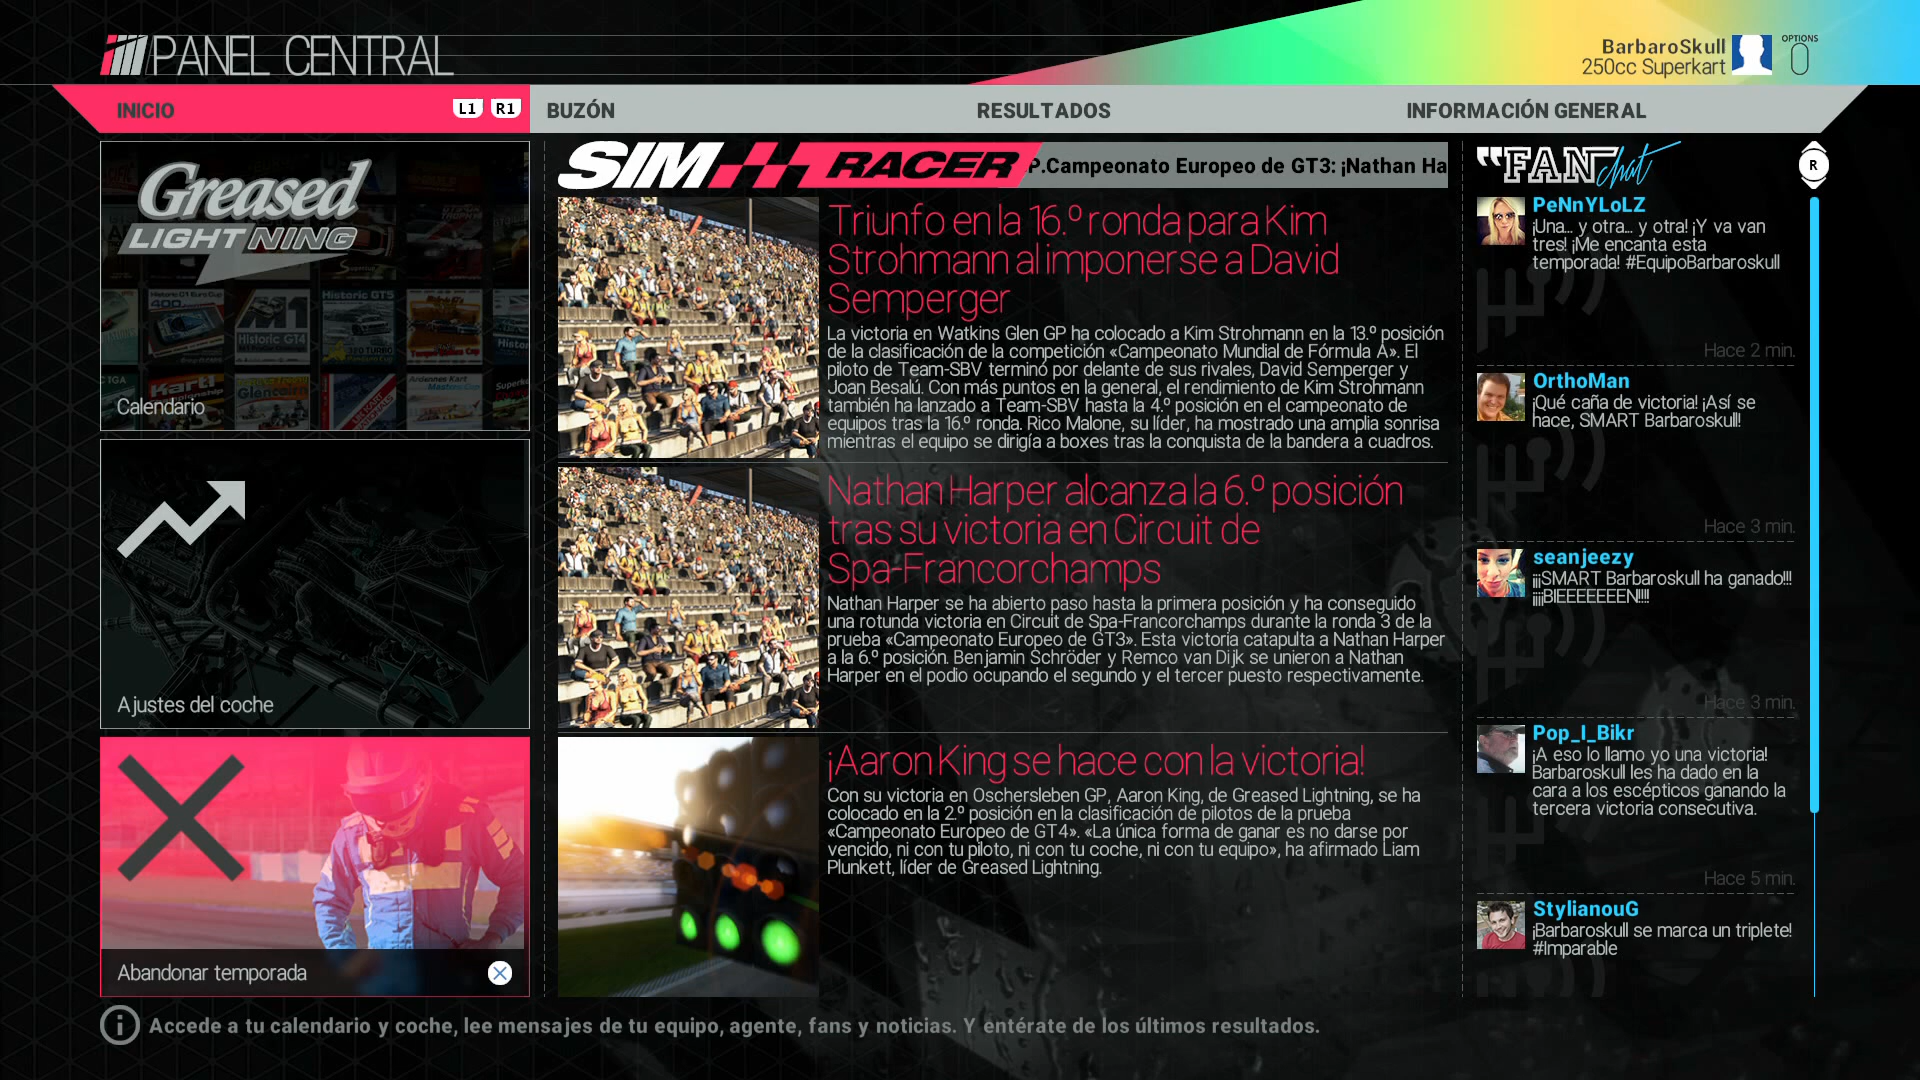 PANEL CENTRAL
BarbaroSkull
250cc Superkart
OPTIONS
INICIO
L1 R1
BUZÓN
RESULTADOS
INFORMACIÓN GENERAL
Greased
LIGHTNING
Historic GT5
Historic GT4
Calendario
Ajustes del coche
Abandonar temporada
SIM RACER
P.Campeonato Europeo de GT3: ¡Nathan Ha
Triunfo en la 16.º ronda para Kim
Strohmann al imponerse a David
Semperger
La victoria en Watkins Glen GP ha colocado a Kim Strohmann en la 13.º posición
de la clasificación de la competición «Campeonato Mundial de Fórmula A». El
piloto de Team-SBV terminó por delante de sus rivales, David Semperger y
Joan Besalú. Con más puntos en la general, el rendimiento de Kim Strohmann
también ha lanzado a Team-SBV hasta la 4.º posición en el campeonato de
equipos tras la 16.º ronda. Rico Malone, su líder, ha mostrado una amplia sonrisa
mientras el equipo se dirigía a boxes tras la conquista de la bandera a cuadros.
Nathan Harper alcanza la 6.º posición
tras su victoria en Circuit de
Spa-Francorchamps
Nathan Harper se ha abierto paso hasta la primera posición y ha conseguido
una rotunda victoria en Circuit de Spa-Francorchamps durante la ronda 3 de la
prueba «Campeonato Europeo de GT3». Esta victoria catapulta a Nathan Harper
a la 6.º posición. Benjamin Schröder y Remco van Dijk se unieron a Nathan
Harper en el podio ocupando el segundo y el tercer puesto respectivamente.
¡Aaron King se hace con la victoria!
Con su victoria en Oschersleben GP, Aaron King, de Greased Lightning, se ha
colocado en la 2.º posición en la clasificación de pilotos de la prueba
«Campeonato Europeo de GT4». «La única forma de ganar es no darse por
vencido, ni con tu piloto, ni con tu coche, ni con tu equipo», ha afirmado Liam
Plunkett, líder de Greased Lightning.
"FAN chat
R
PeNnYLoLZ
¡Una... y otra... y otra! ¡Y va van
tres! ¡Me encanta esta
temporada! #EquipoBarbaroskull
Hace 2 min.
OrthoMan
¡Qué caña de victoria! ¡Así se
hace, SMART Barbaroskull!
Hace 3 min.
seanjeezy
¡¡¡SMART Barbaroskull ha ganado!!!
¡¡¡¡BIEEEEEEEN!!!!
Hace 3 min.
Pop_I_Bikr
¡A eso lo llamo yo una victoria!
Barbaroskull les ha dado en la
cara a los escépticos ganando la
tercera victoria consecutiva.
Hace 5 min.
StylianouG
¡Barbaroskull se marca un triplete!
#Imparable
Accede a tu calendario y coche, lee mensajes de tu equipo, agente, fans y noticias. Y entérate de los últimos resultados.